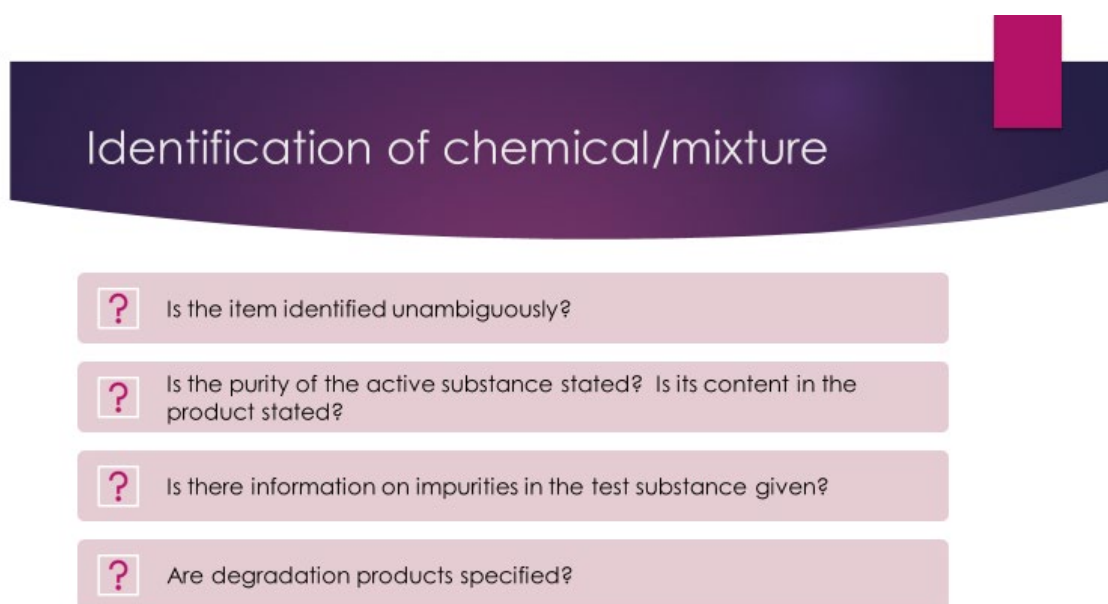 Identification of chemical/mixture
? Is the item identified unambiguously?
? Is the purity of the active substance stated?  Is its content in the
product stated?
? Is there information on impurities in the test substance given?
? Are degradation products specified?